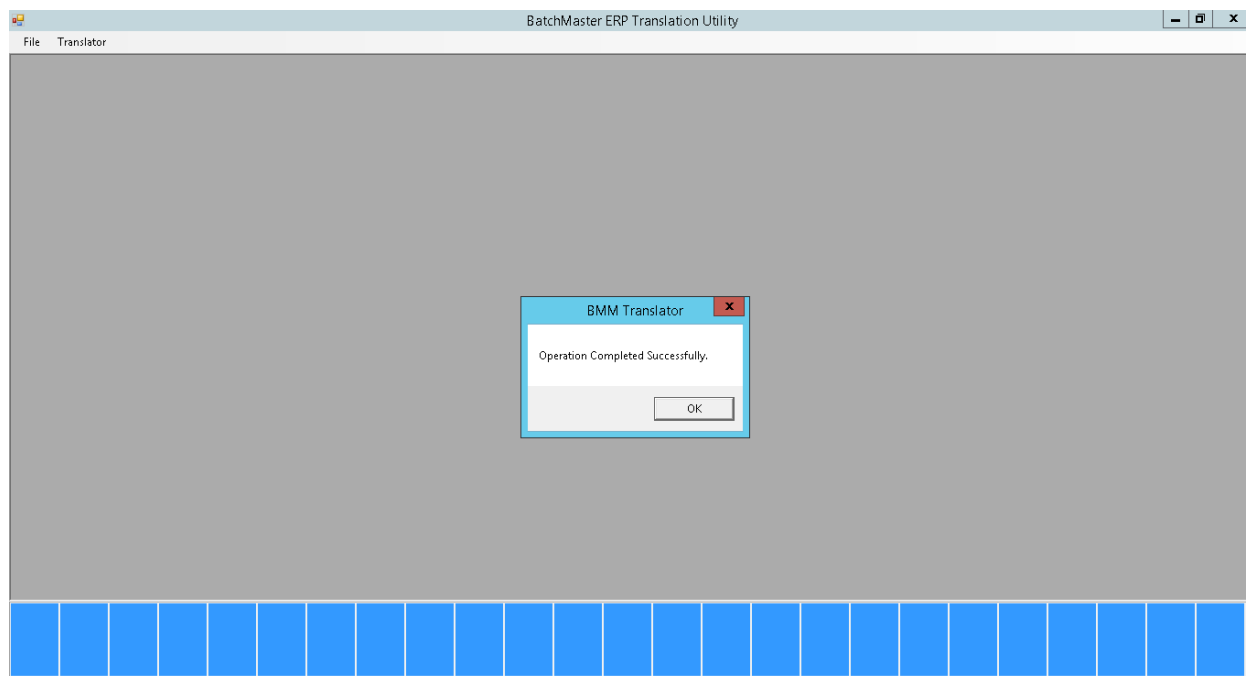 BatchMaster ERP Translation Utility
File Translator
BMM Translator
Operation Completed Successfully.
OK